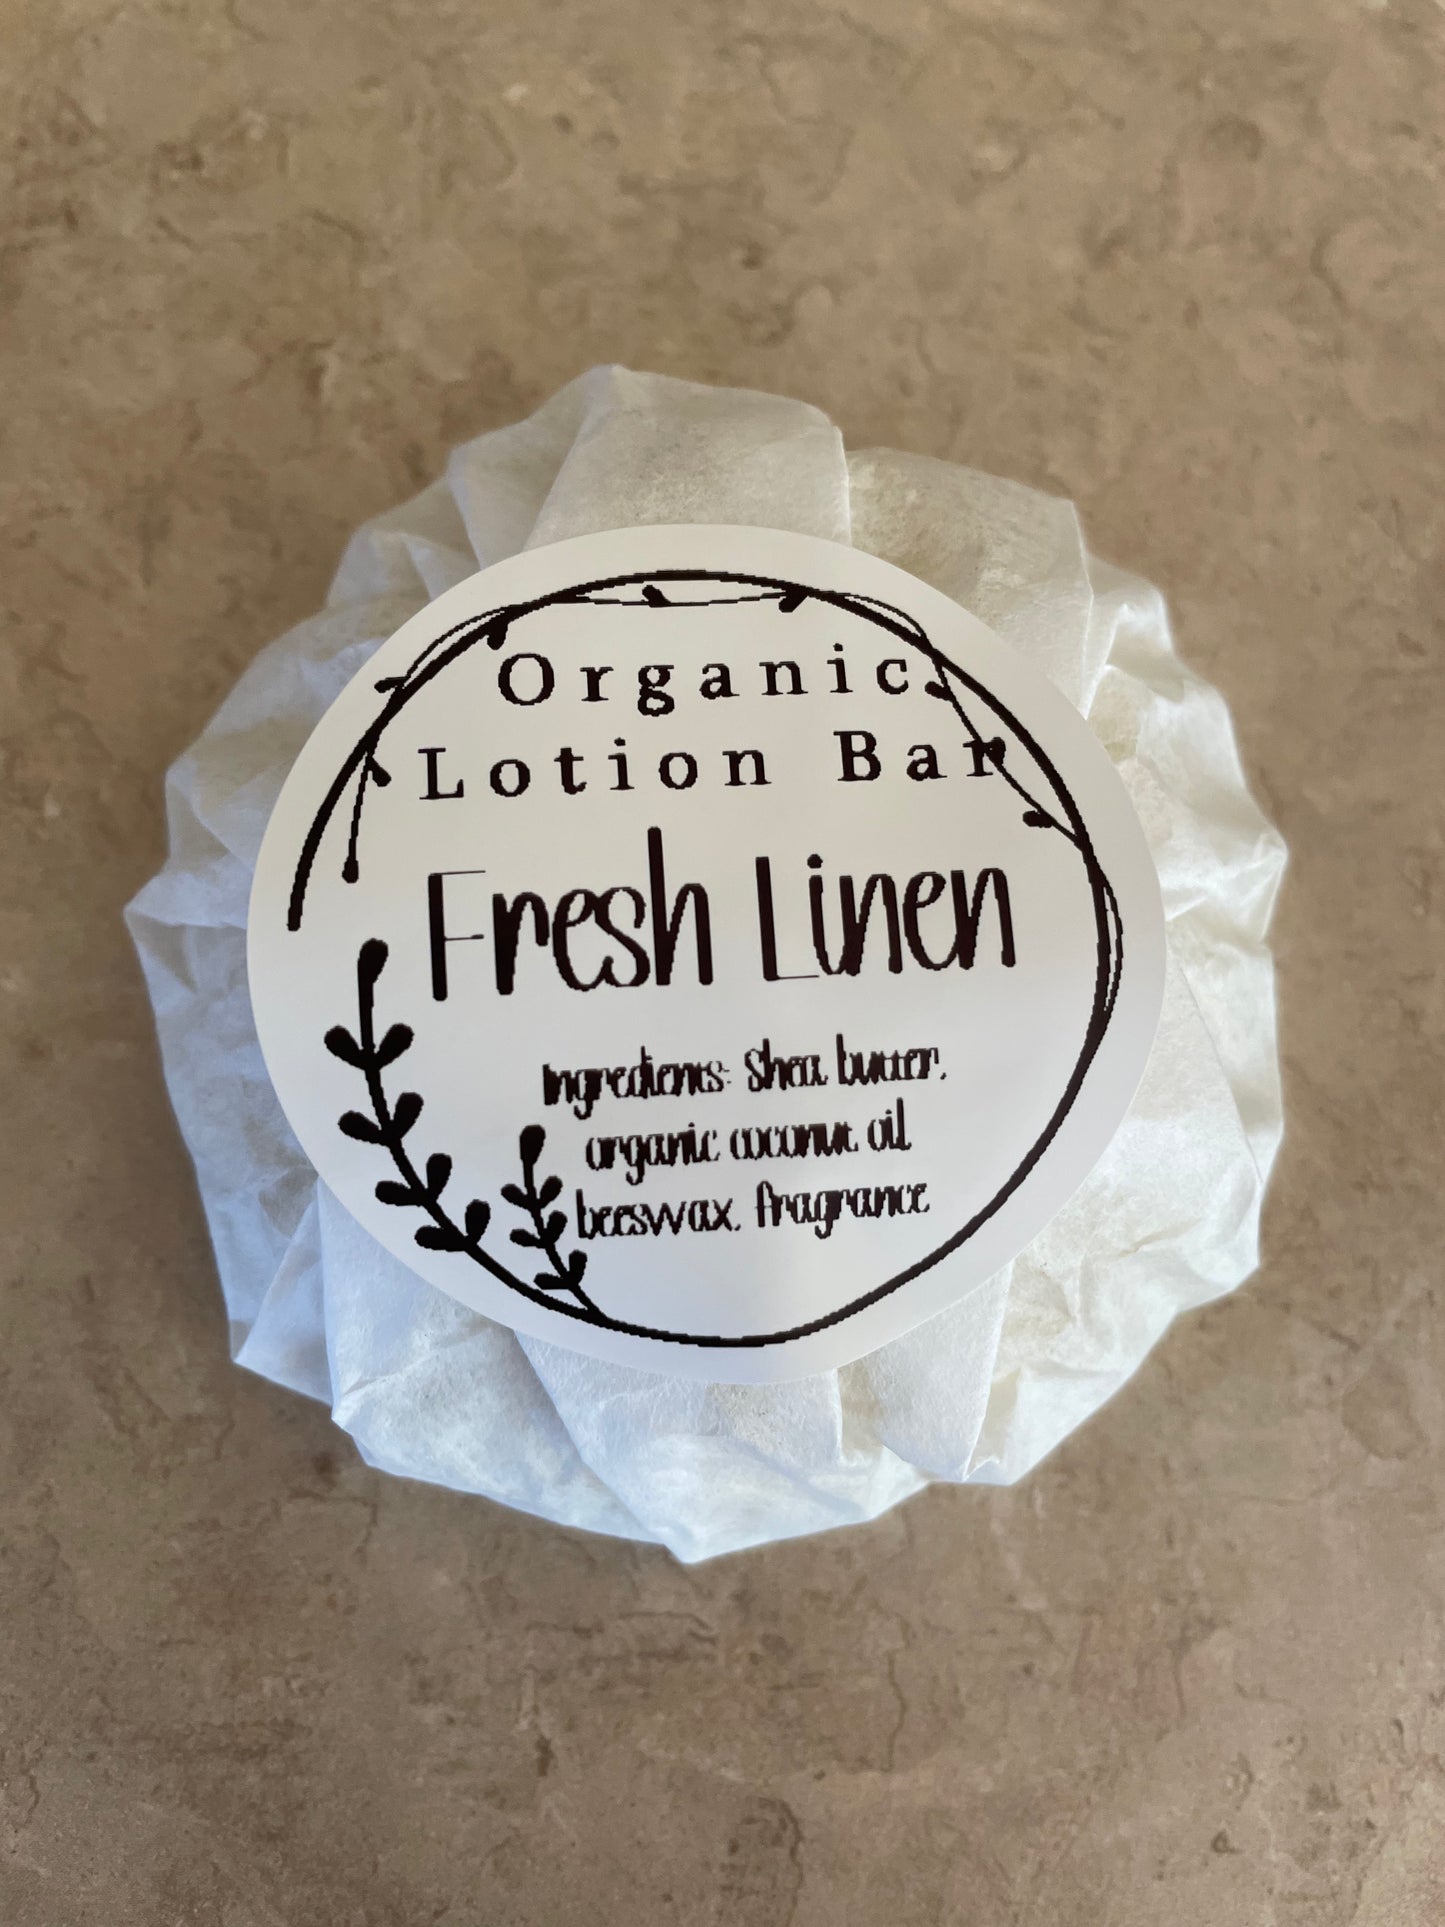 Organic
Lotion Bar
Fresh Linen
Ingredients: Shea butter,
organic coconut oil
beeswax, fragrance